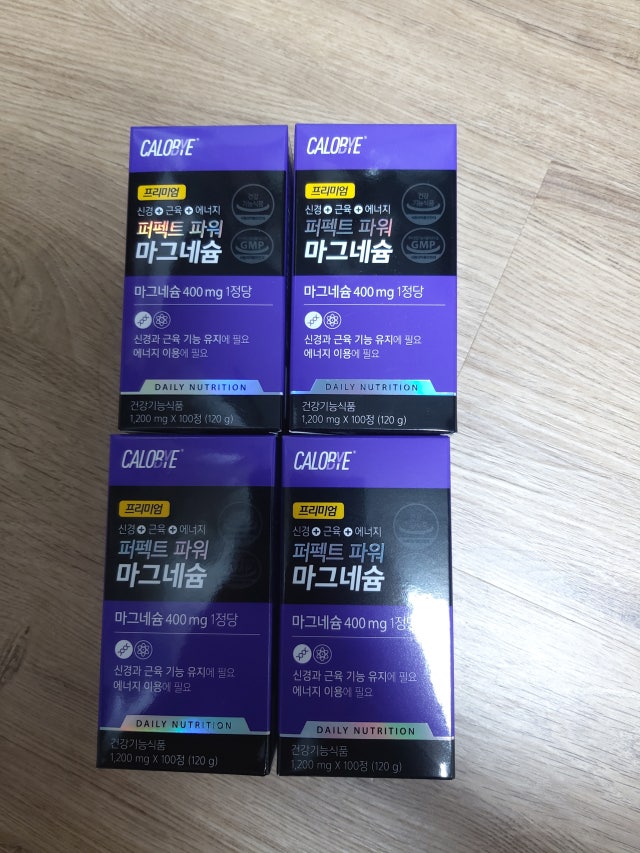 CALOBYE
프리미엄
건강
기능식품
신경+근육+에너지
퍼펙트 파워
GMP
마그네슘
마그네슘 400 mg 1정당
신경과 근육 기능 유지에 필요
에너지 이용에 필요
DAILY NUTRITION
건강기능식품
1,200 mg X 100정 (120 g)
CALOBYE
프리미엄
건강
기능식품
신경+근육+에너지
퍼펙트 파워
GMP
마그네슘
마그네슘 400 mg 1정당
신경과 근육 기능 유지에 필요
에너지 이용에 필요
DAILY NUTRITION
건강기능식품
1,200 mg X 100정 (120 g)
CALOBYE
프리미엄
신경+근육+에너지
퍼펙트 파워
마그네슘
마그네슘 400 mg 1정당
신경과 근육 기능 유지에 필요
에너지 이용에 필요
DAILY NUTRITION
건강기능식품
1,200 mg X 100정 (120 g)
CALOBYE
프리미엄
신경+근육+에너지
퍼펙트 파워
마그네슘
마그네슘 400 mg 1정당
신경과 근육 기능 유지에 필요
에너지 이용에 필요
DAILY NUTRITION
건강기능식품
1,200 mg X 100정 (120 g)